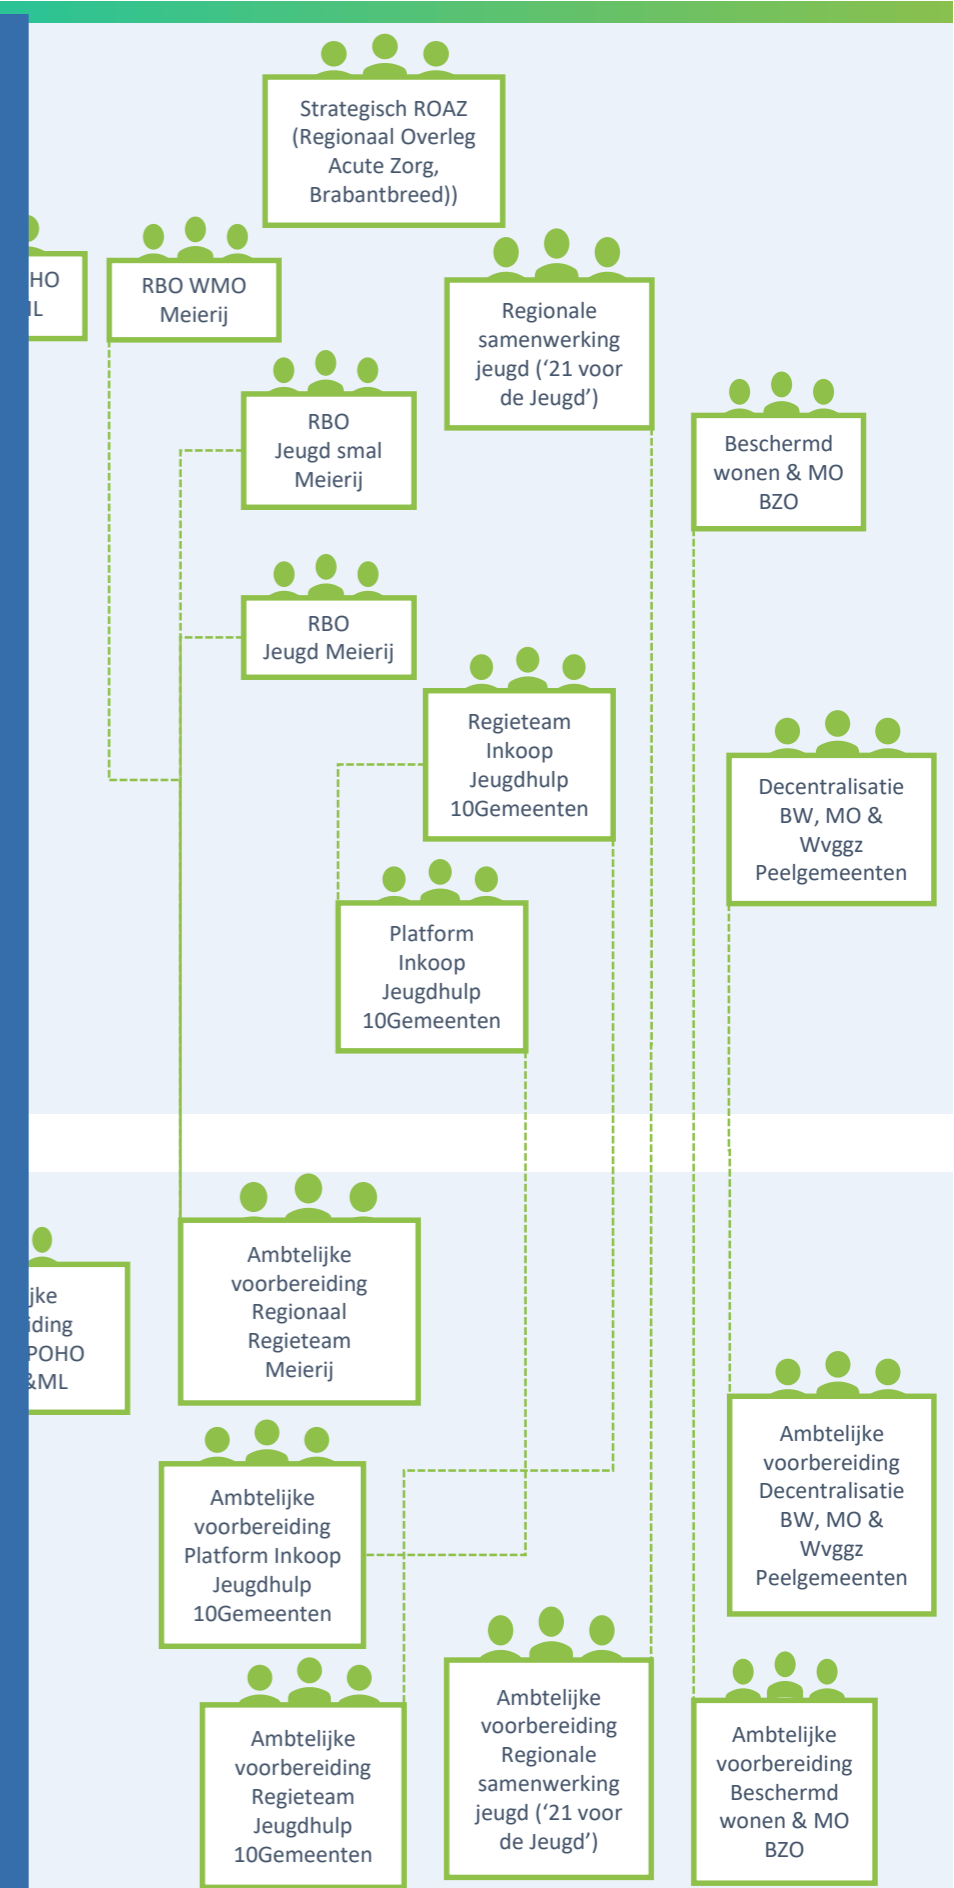 Strategisch ROAZ
(Regionaal Overleg
Acute Zorg,
Brabantbreed))
RBO WMO
Meierij
Regionale
samenwerking
jeugd (‘21 voor
de Jeugd’)
RBO
Jeugd smal
Meierij
Beschermd
wonen & MO
BZO
RBO
Jeugd Meierij
Regieteam
Inkoop
Jeugdhulp
10Gemeenten
Decentralisatie
BW, MO &
Wvggz
Peelgemeenten
Platform
Inkoop
Jeugdhulp
10Gemeenten
Ambtelijke
voorbereiding
Regionaal
Regieteam
Meierij
POHO
&ML
Ambtelijke
voorbereiding
Decentralisatie
BW, MO &
Wvggz
Peelgemeenten
Ambtelijke
voorbereiding
Platform Inkoop
Jeugdhulp
10Gemeenten
Ambtelijke
voorbereiding
Regieteam
Jeugdhulp
10Gemeenten
Ambtelijke
voorbereiding
Regionale
samenwerking
jeugd (‘21 voor
de Jeugd’)
Ambtelijke
voorbereiding
Beschermd
wonen & MO
BZO